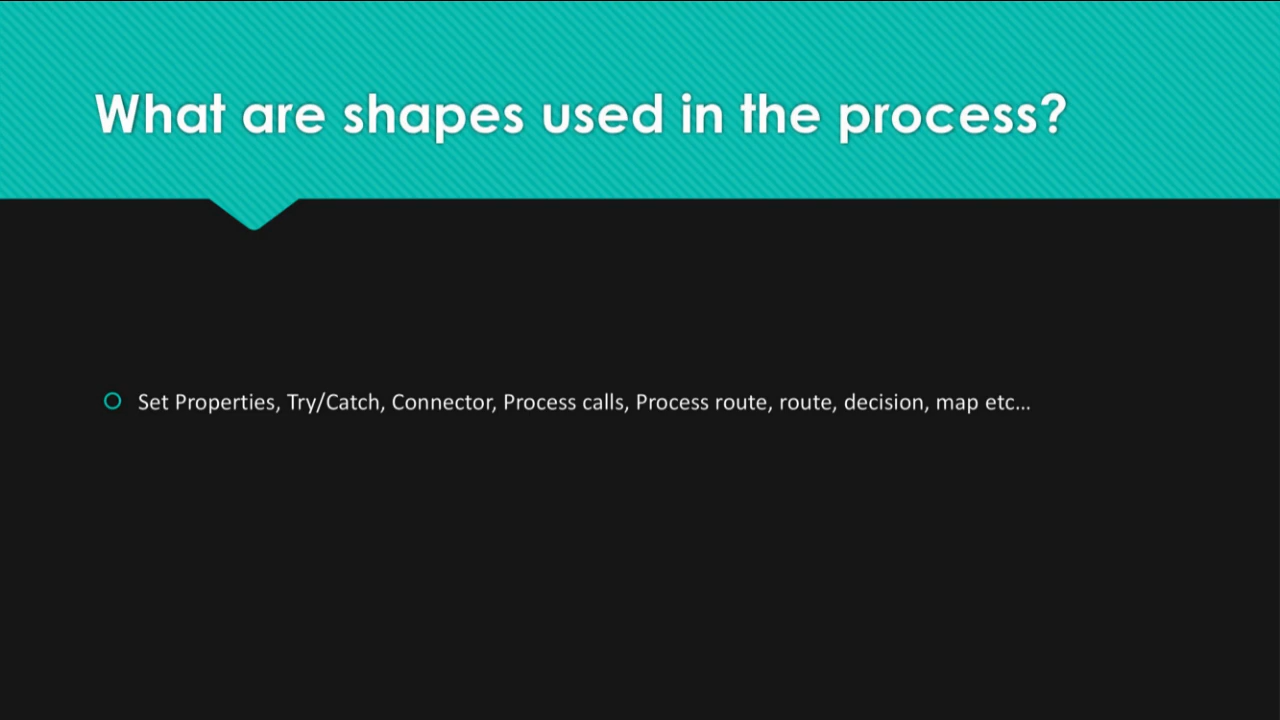 What are shapes used in the process?
Set Properties, Try/Catch, Connector, Process calls, Process route, route, decision, map etc...